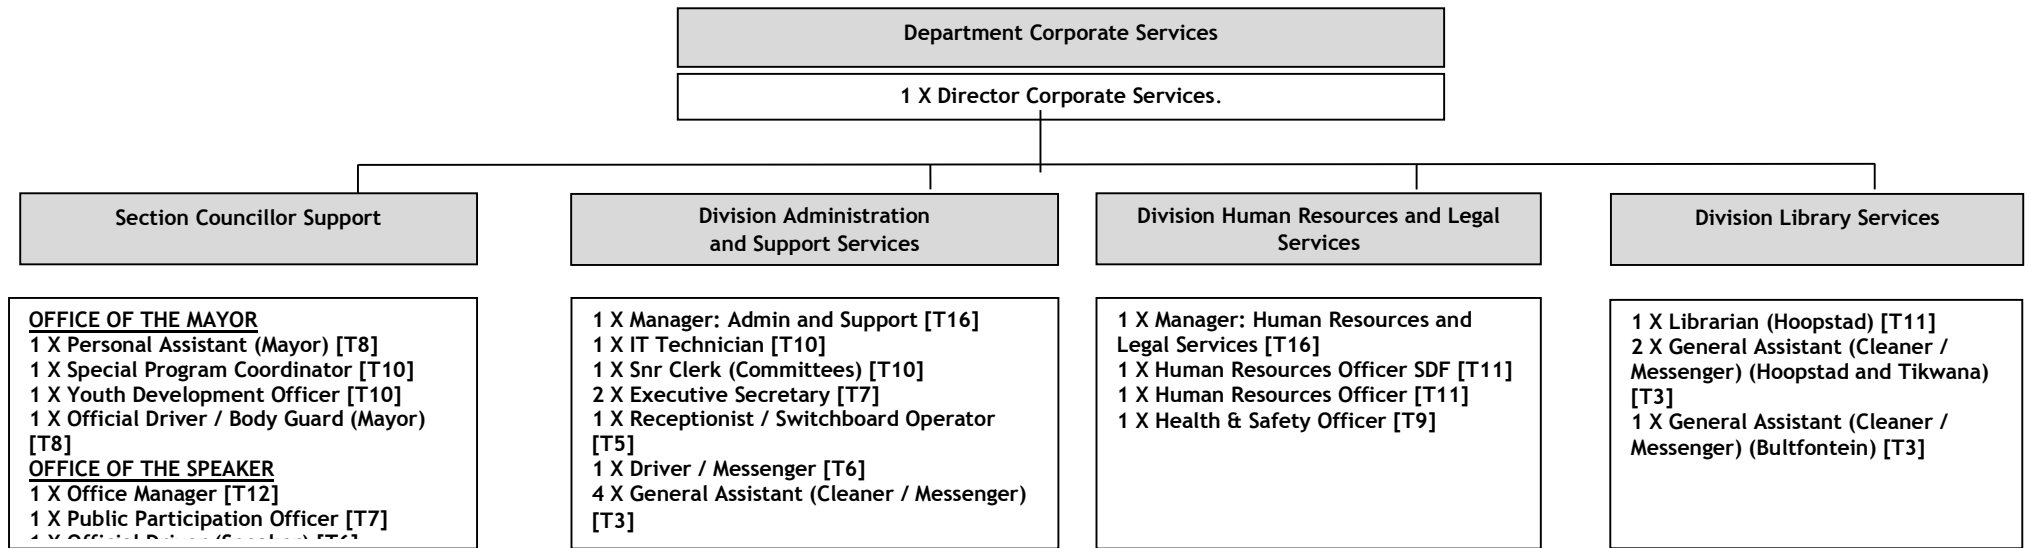 Department Corporate Services
1 X Director Corporate Services.
Section Councillor Support
OFFICE OF THE MAYOR
1 X Personal Assistant (Mayor) [T8]
1 X Special Program Coordinator [T10]
1 X Youth Development Officer [T10]
1 X Official Driver / Body Guard (Mayor)
[T8]
OFFICE OF THE SPEAKER
1 X Office Manager [T12]
1 X Public Participation Officer [T7]
1 X Official Driver (Speaker) [T6]
Division Administration
and Support Services
1 X Manager: Admin and Support [T16]
1 X IT Technician [T10]
1 X Snr Clerk (Committees) [T10]
2 X Executive Secretary [T7]
1 X Receptionist / Switchboard Operator
[T5]
1 X Driver / Messenger [T6]
4 X General Assistant (Cleaner / Messenger)
[T3]
Division Human Resources and Legal
Services
1 X Manager: Human Resources and
Legal Services [T16]
1 X Human Resources Officer SDF [T11]
1 X Human Resources Officer [T11]
1 X Health & Safety Officer [T9]
Division Library Services
1 X Librarian (Hoopstad) [T11]
2 X General Assistant (Cleaner /
Messenger) (Hoopstad and Tikwana)
[T3]
1 X General Assistant (Cleaner /
Messenger) (Bultfontein) [T3]